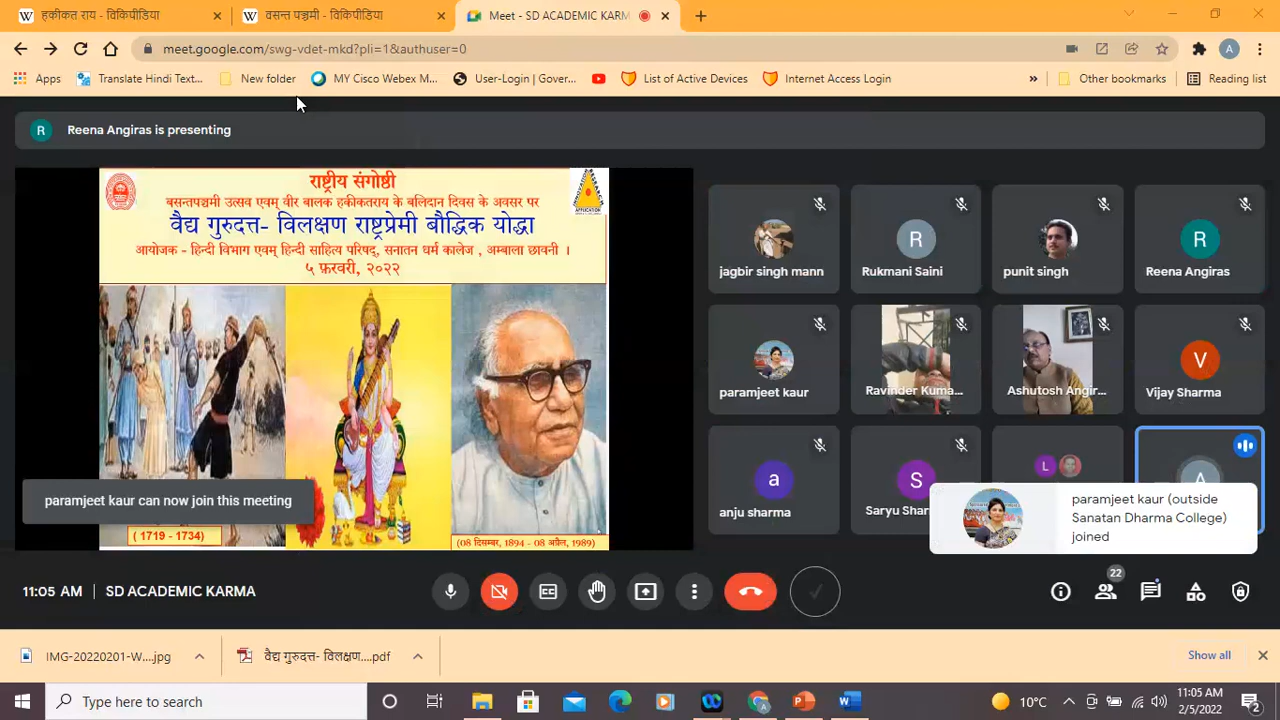 हकीकत राय - विकिपीडिया
वसन्त पञ्चमी - विकिपीडिया
Meet - SD ACADEMIC KARM
meet.google.com/swg-vdet-mkd?pli=1&authuser=0
A
Apps
Translate Hindi Text...
New folder
MY Cisco Webex M...
User-Login | Gover...
List of Active Devices
Internet Access Login
»
Other bookmarks
Reading list
R
Reena Angiras is presenting
राष्ट्रीय संगोष्ठी
बसन्तपञ्चमी उत्सव एवम् वीर बालक हकीकतराय के बलिदान दिवस के अवसर पर
वैद्य गुरुदत्त- विलक्षण राष्ट्रप्रेमी बौद्धिक योद्धा
आयोजक - हिन्दी विभाग एवम् हिन्दी साहित्य परिषद्, सनातन धर्म कालेज , अम्बाला छावनी ।
५ फ़रवरी, २०२२
APPLICATION
( 1719 - 1734)
(08 दिसम्बर, 1894 - 08 अप्रैल, 1989)
paramjeet kaur can now join this meeting
jagbir singh mann
R
Rukmani Saini
punit singh
R
Reena Angiras
paramjeet kaur
Ravinder Kuma...
Ashutosh Angir...
V
Vijay Sharma
a
anju sharma
S
Saryu Shar
L
A
paramjeet kaur (outside
Sanatan Dharma College)
joined
11:05 AM | SD ACADEMIC KARMA
CC
22
IMG-20220201-W....jpg
वैद्य गुरुदत्त- विलक्षण....pdf
Show all
Type here to search
10°C
11:05 AM
2/5/2022
2